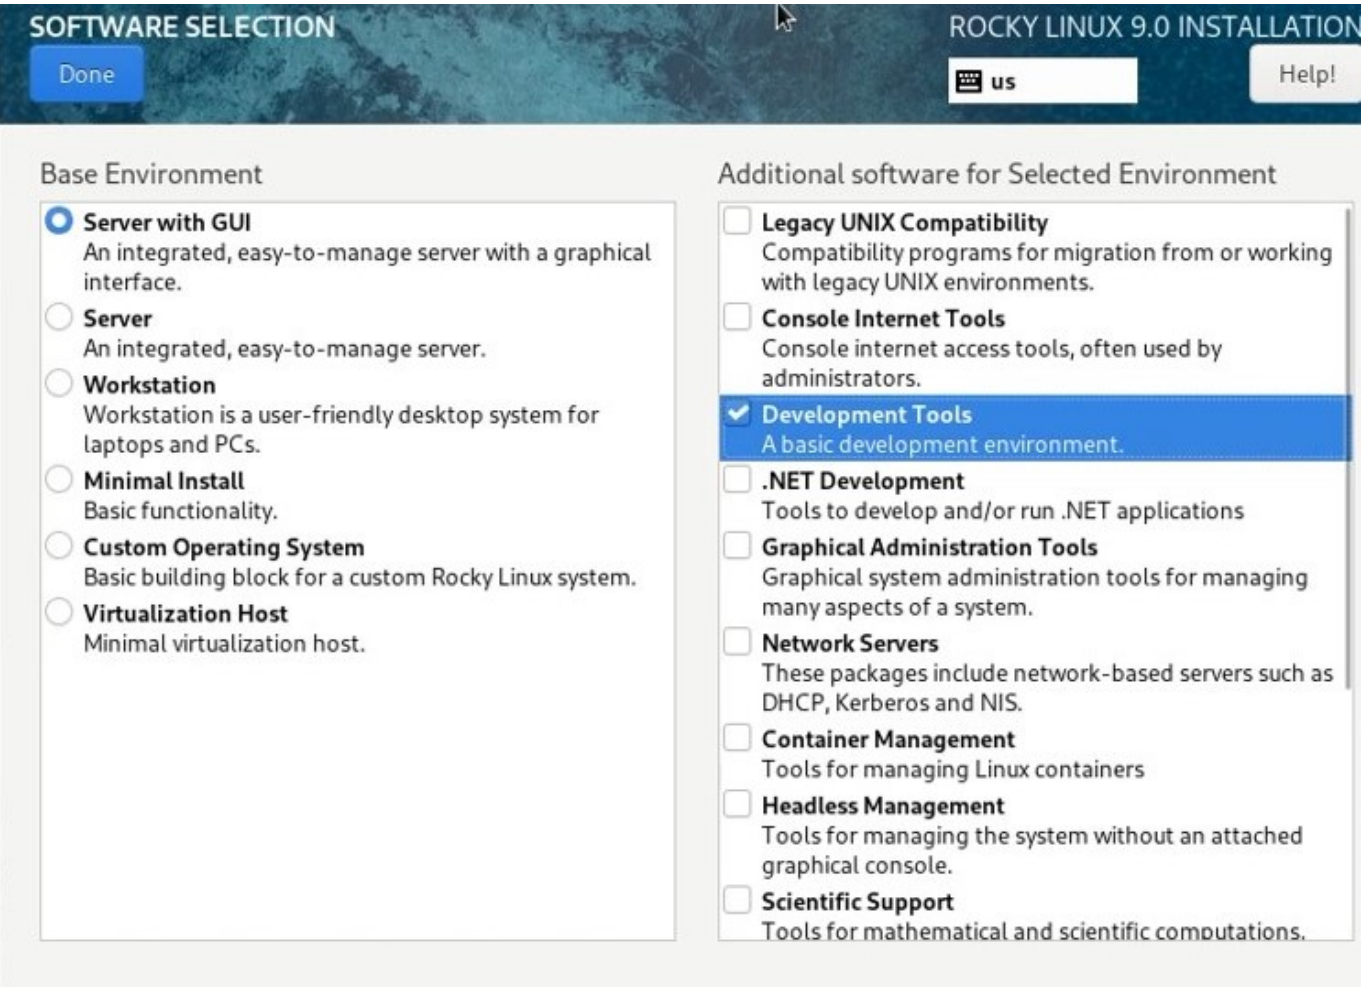 SOFTWARE SELECTION
ROCKY LINUX 9.0 INSTALLATION
Done
us
Help!
Base Environment
Server with GUI
An integrated, easy-to-manage server with a graphical
interface.
Server
An integrated, easy-to-manage server.
Workstation
Workstation is a user-friendly desktop system for
laptops and PCs.
Minimal Install
Basic functionality.
Custom Operating System
Basic building block for a custom Rocky Linux system.
Virtualization Host
Minimal virtualization host.
Additional software for Selected Environment
Legacy UNIX Compatibility
Compatibility programs for migration from or working
with legacy UNIX environments.
Console Internet Tools
Console internet access tools, often used by
administrators.
Development Tools
A basic development environment.
.NET Development
Tools to develop and/or run .NET applications
Graphical Administration Tools
Graphical system administration tools for managing
many aspects of a system.
Network Servers
These packages include network-based servers such as
DHCP, Kerberos and NIS.
Container Management
Tools for managing Linux containers
Headless Management
Tools for managing the system without an attached
graphical console.
Scientific Support
Tools for mathematical and scientific computations.